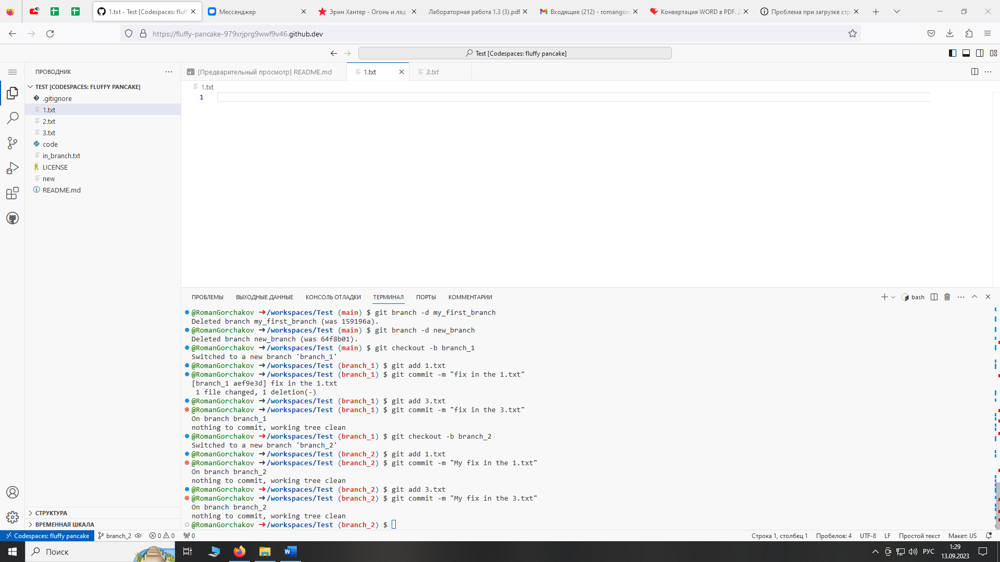 1.txt - Test [Codespaces: fluff
Мессенджер
Эрин Хантер - Огонь и лед ч
Лабораторная работа 1.3 (3).pdf
Входящие (212) - romangorc
Конвертация WORD в PDF. Д
Проблема при загрузке стр
https://fluffy-pancake-979xrjprg9wwf9v46.github.dev
Test [Codespaces: fluffy pancake]
ПРОВОДНИК
[Предварительный просмотр] README.md
1.txt
3.txt
TEST [CODESPACES: FLUFFY PANCAKE]
1.txt
.gitignore
1
1.txt
2.txt
3.txt
code
in_branch.txt
LICENSE
new
README.md
ПРОБЛЕМЫ
ВЫХОДНЫЕ ДАННЫЕ
КОНСОЛЬ ОТЛАДКИ
ТЕРМИНАЛ
ПОРТЫ
КОММЕНТАРИИ
bash
@RomanGorchakov ➜/workspaces/Test (main) $ git branch -d my_first_branch
Deleted branch my_first_branch (was 159196a).
@RomanGorchakov ➜/workspaces/Test (main) $ git branch -d new_branch
Deleted branch new_branch (was 64f8b01).
@RomanGorchakov ➜/workspaces/Test (main) $ git checkout -b branch_1
Switched to a new branch 'branch_1'
@RomanGorchakov ➜/workspaces/Test (branch_1) $ git add 1.txt
@RomanGorchakov ➜/workspaces/Test (branch_1) $ git commit -m "fix in the 1.txt"
[branch_1 aef9e3d] fix in the 1.txt
1 file changed, 1 deletion(-)
@RomanGorchakov ➜/workspaces/Test (branch_1) $ git add 3.txt
@RomanGorchakov ➜/workspaces/Test (branch_1) $ git commit -m "fix in the 3.txt"
On branch branch_1
nothing to commit, working tree clean
@RomanGorchakov ➜/workspaces/Test (branch_1) $ git checkout -b branch_2
Switched to a new branch 'branch_2'
@RomanGorchakov ➜/workspaces/Test (branch_2) $ git add 1.txt
@RomanGorchakov ➜/workspaces/Test (branch_2) $ git commit -m "My fix in the 1.txt"
On branch branch_2
nothing to commit, working tree clean
@RomanGorchakov ➜/workspaces/Test (branch_2) $ git add 3.txt
@RomanGorchakov ➜/workspaces/Test (branch_2) $ git commit -m "My fix in the 3.txt"
On branch branch_2
nothing to commit, working tree clean
@RomanGorchakov ➜/workspaces/Test (branch_2) $
СТРУКТУРА
ВРЕМЕННАЯ ШКАЛА
Codespaces: fluffy pancake
branch_2
0
0
0
Строка 1, столбец 1
Пробелов: 4
UTF-8
LF
Простой текст
Макет: US
Поиск
РУС
1:29
13.09.2023